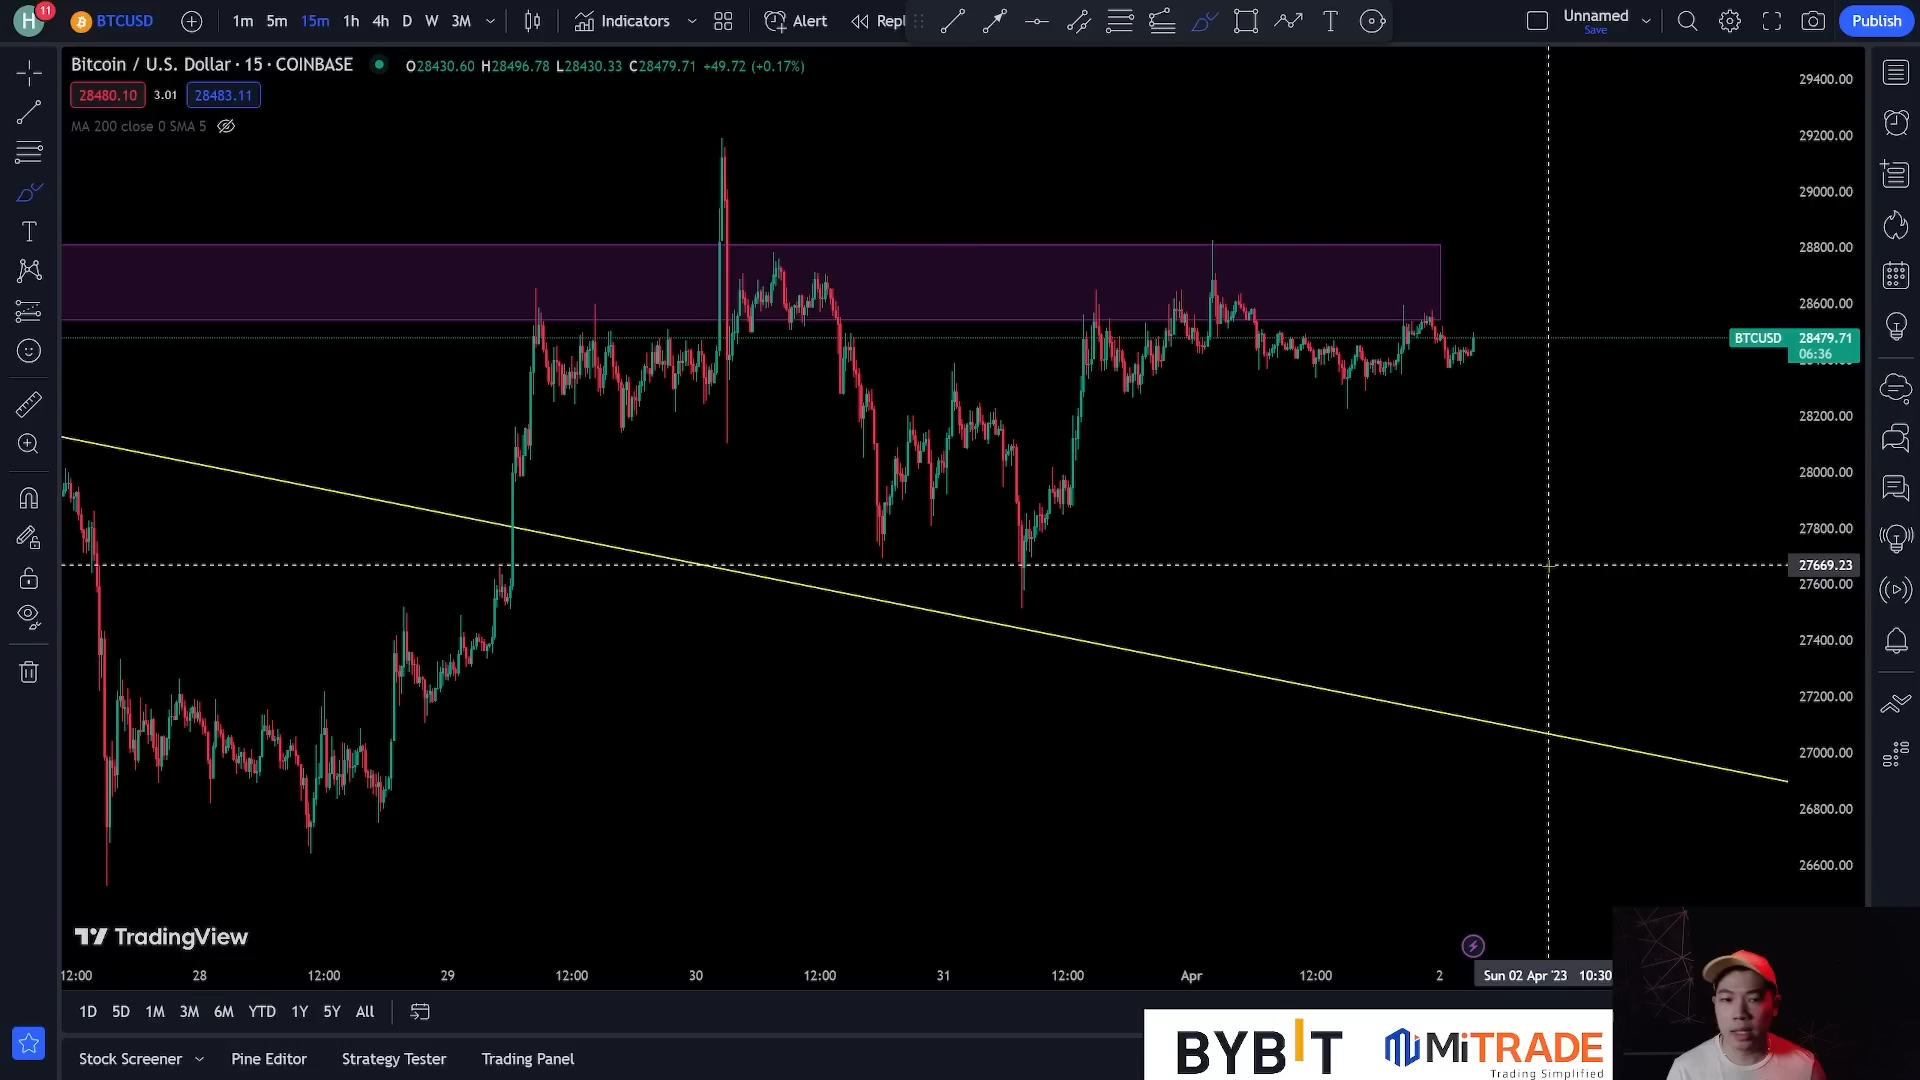 H
11
BTCUSD
1m 5m 15m 1h 4h D W 3M
Indicators
Alert
Repl
T
Unnamed
Save
Publish
Bitcoin / U.S. Dollar · 15 · COINBASE
O28430.60 H28496.78 L28430.33 C28479.71 +49.72 (+0.17%)
28480.10 3.01 28483.11
MA 200 close 0 SMA 5
29400.00
29200.00
29000.00
28800.00
28600.00
BTCUSD 28479.71
06:36
28200.00
28000.00
27800.00
27669.23
27600.00
27400.00
27200.00
27000.00
26800.00
26600.00
TradingView
12:00 28 12:00 29 12:00 30 12:00 31 12:00 Apr 12:00 2 Sun 02 Apr '23 10:30
1D 5D 1M 3M 6M YTD 1Y 5Y All
Stock Screener Pine Editor Strategy Tester Trading Panel
BYBIT
MiTRADE
Trading Simplified